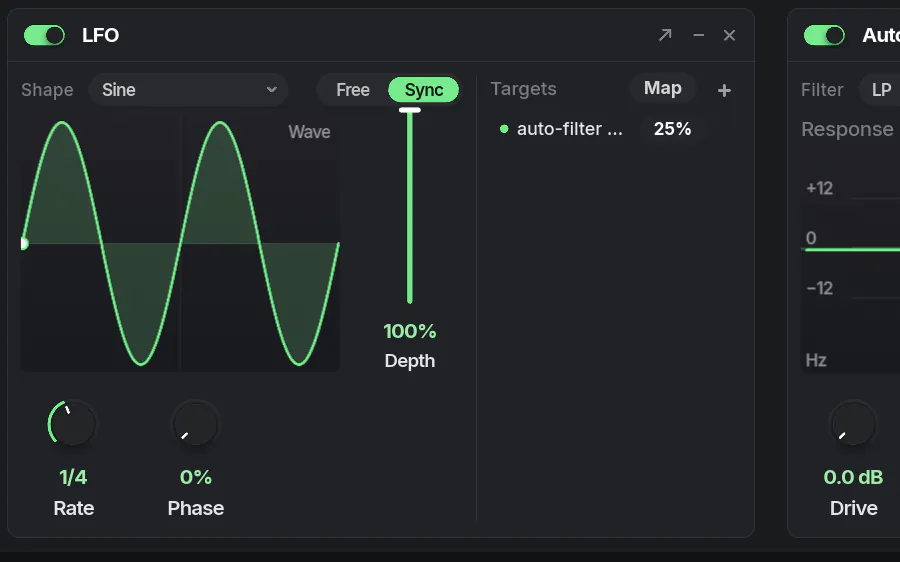 LFO
Shape Sine Free Sync
Wave
100%
Depth
1/4 0%
Rate Phase
Targets Map +
auto-filter ... 25%
Auto
Filter LP
Response
+12
0
−12
Hz
0.0 dB
Drive